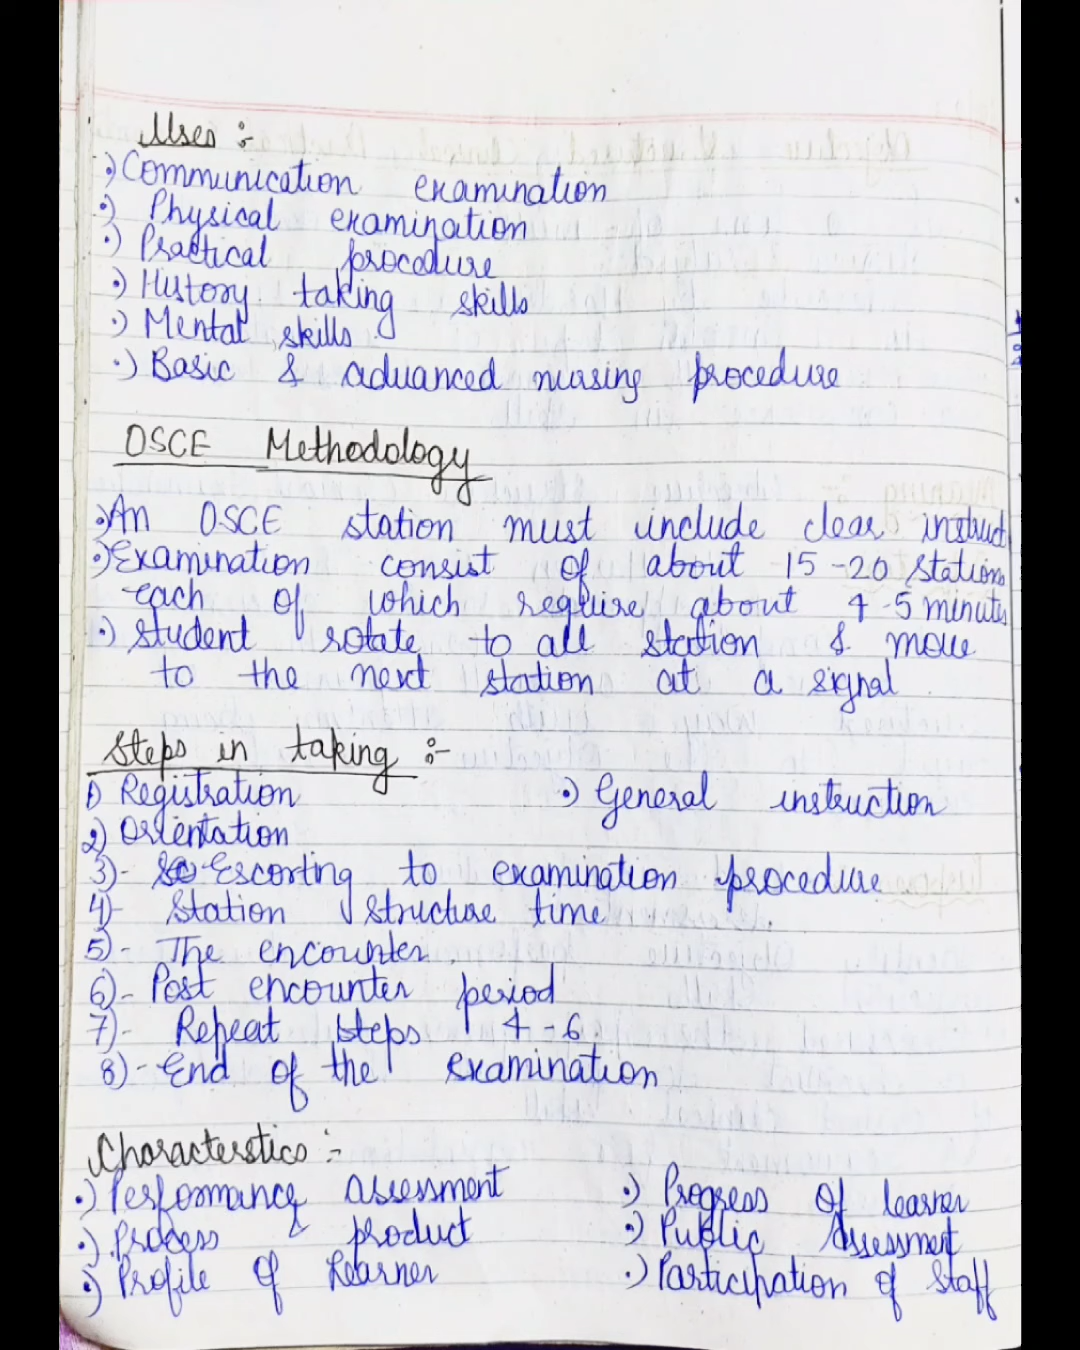 Uses :-
•) Communication examination
•) Physical examination
•) Practical procedure
•) History taking skills
•) Mental skills
•) Basic & advanced nursing procedure
OSCE Methodology
•) An OSCE station must include clear instruct
•) Examination consist of about 15-20 stations
each of which require about 4-5 minutes
•) student rotate to all station & move
to the next station at a signal
Steps in taking :-
1) Registration •) General instruction
2) Orientation
3)- Escorting to examination procedure
4)- Station structure time
5)- The encounter.
6)- Post encounter period
7)- Repeat steps 4-6.
8)- End of the examination
Characterstics :-
•) Performance assessment •) Progress of learner
•) Process & product •) Public Assessment
•) Profile of Learner •) Participation of staff